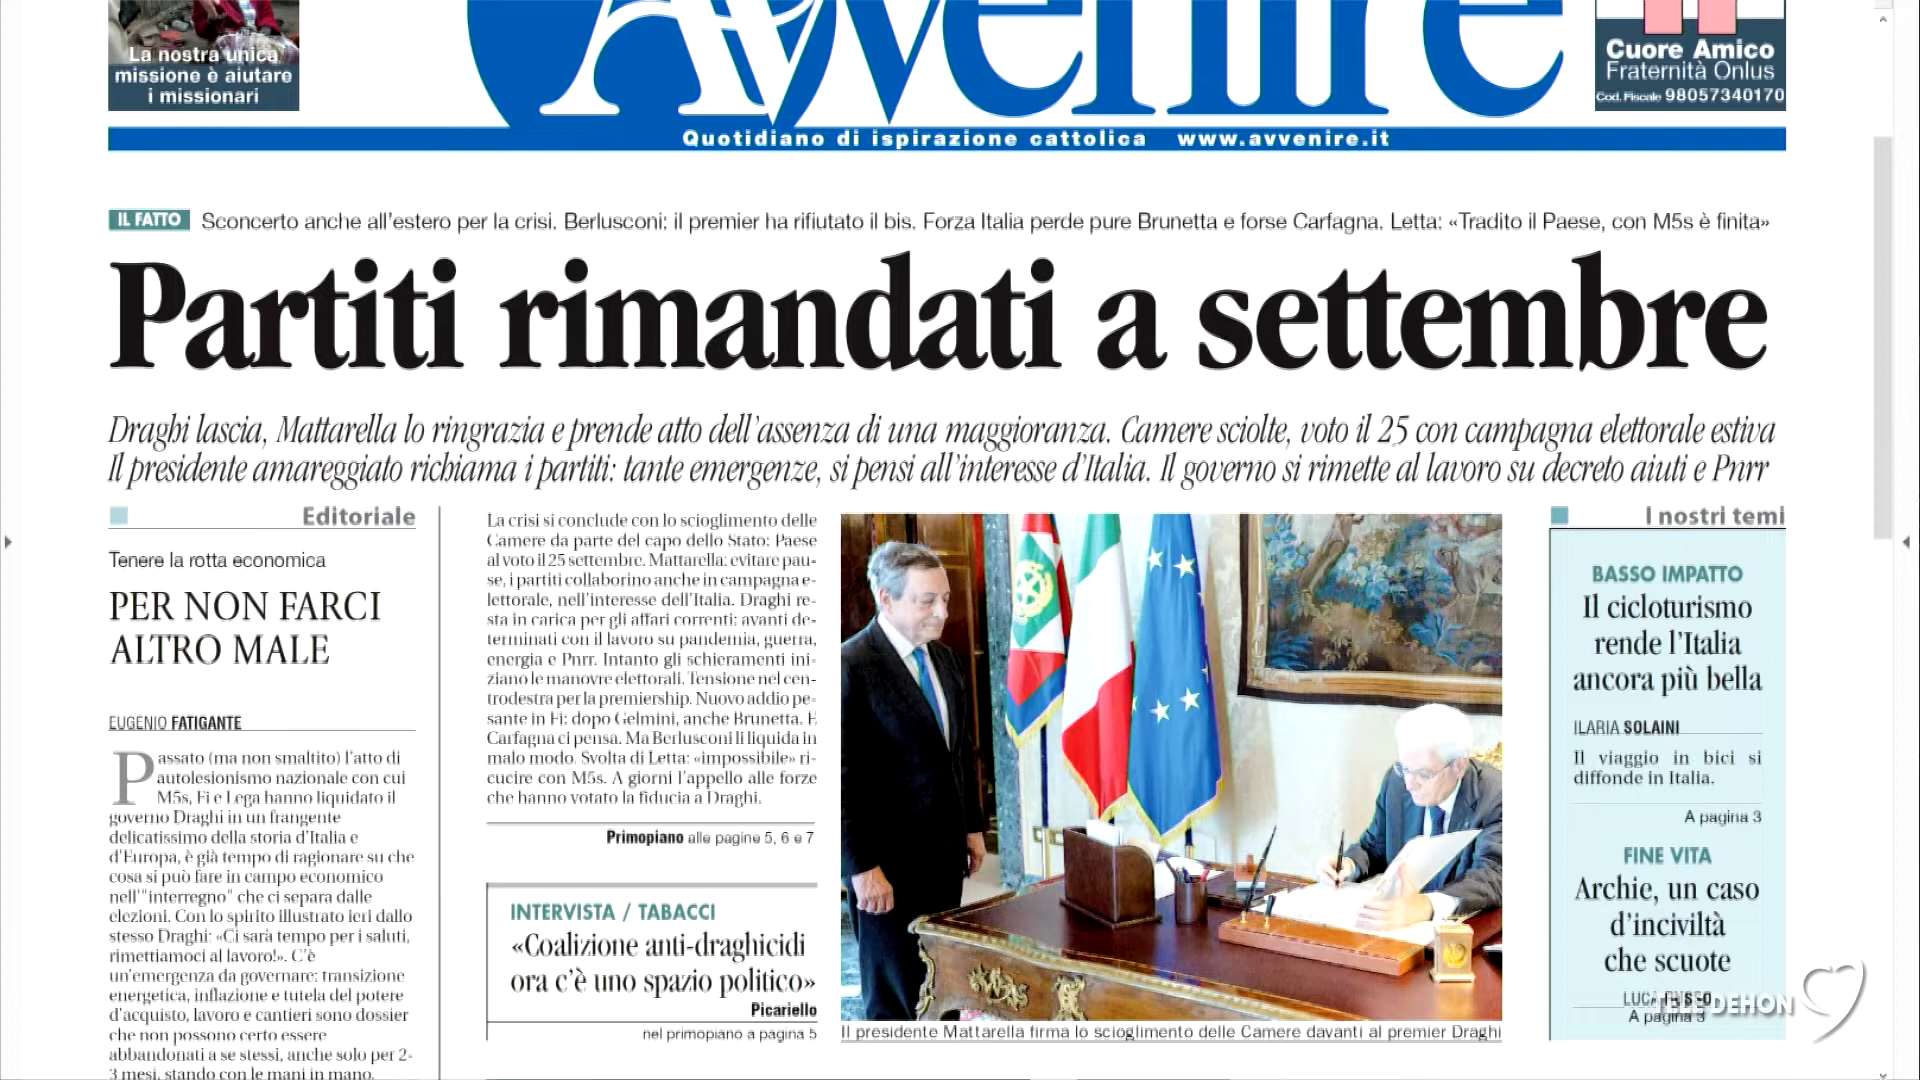 La nostra unica
missione è aiutare
i missionari
Avvenire
Cuore Amico
Fraternità Onlus
Cod. Fiscale 98057340170
Quotidiano di ispirazione cattolica www.avvenire.it
IL FATTO Sconcerto anche all'estero per la crisi. Berlusconi: il premier ha rifiutato il bis. Forza Italia perde pure Brunetta e forse Carfagna. Letta: «Tradito il Paese, con M5s è finita»
Partiti rimandati a settembre
Draghi lascia, Mattarella lo ringrazia e prende atto dell'assenza di una maggioranza. Camere sciolte, voto il 25 con campagna elettorale estiva
Il presidente amareggiato richiama i partiti: tante emergenze, si pensi all'interesse d'Italia. Il governo si rimette al lavoro su decreto aiuti e Pnrr
Editoriale
Tenere la rotta economica
PER NON FARCI
ALTRO MALE
EUGENIO FATIGANTE
Passato (ma non smaltito) l'atto di
autolesionismo nazionale con cui
M5s, Fi e Lega hanno liquidato il
governo Draghi in un frangente
delicatissimo della storia d'Italia e
d'Europa, è già tempo di ragionare su che
cosa si può fare in campo economico
nell'"interregno" che ci separa dalle
elezioni. Con lo spirito illustrato ieri dallo
stesso Draghi: «Ci sarà tempo per i saluti,
rimettiamoci al lavoro!». C'è
un'emergenza da governare: transizione
energetica, inflazione e tutela del potere
d'acquisto, lavoro e cantieri sono dossier
che non possono certo essere
abbandonati a se stessi, anche solo per 2-
3 mesi, stando con le mani in mano.
La crisi si conclude con lo scioglimento delle
Camere da parte del capo dello Stato: Paese
al voto il 25 settembre. Mattarella: evitare pau-
se, i partiti collaborino anche in campagna e-
lettorale, nell'interesse dell'Italia. Draghi re-
sta in carica per gli affari correnti: avanti de-
terminati con il lavoro su pandemia, guerra,
energia e Pnrr. Intanto gli schieramenti ini-
ziano le manovre elettorali. Tensione nel cen-
trodestra per la premiership. Nuovo addio pe-
sante in Fi: dopo Gelmini, anche Brunetta. E
Carfagna ci pensa. Ma Berlusconi li liquida in
malo modo. Svolta di Letta: «impossibile» ri-
cucire con M5s. A giorni l'appello alle forze
che hanno votato la fiducia a Draghi.
Primopiano alle pagine 5, 6 e 7
INTERVISTA / TABACCI
«Coalizione anti-draghicidi
ora c'è uno spazio politico»
Picariello
nel primopiano a pagina 5
Il presidente Mattarella firma lo scioglimento delle Camere davanti al premier Draghi
I nostri temi
BASSO IMPATTO
Il cicloturismo
rende l'Italia
ancora più bella
ILARIA SOLAINI
Il viaggio in bici si
diffonde in Italia.
A pagina 3
FINE VITA
Archie, un caso
d'inciviltà
che scuote
LUCA RUSSO
A pagina 3
TELEDEHON